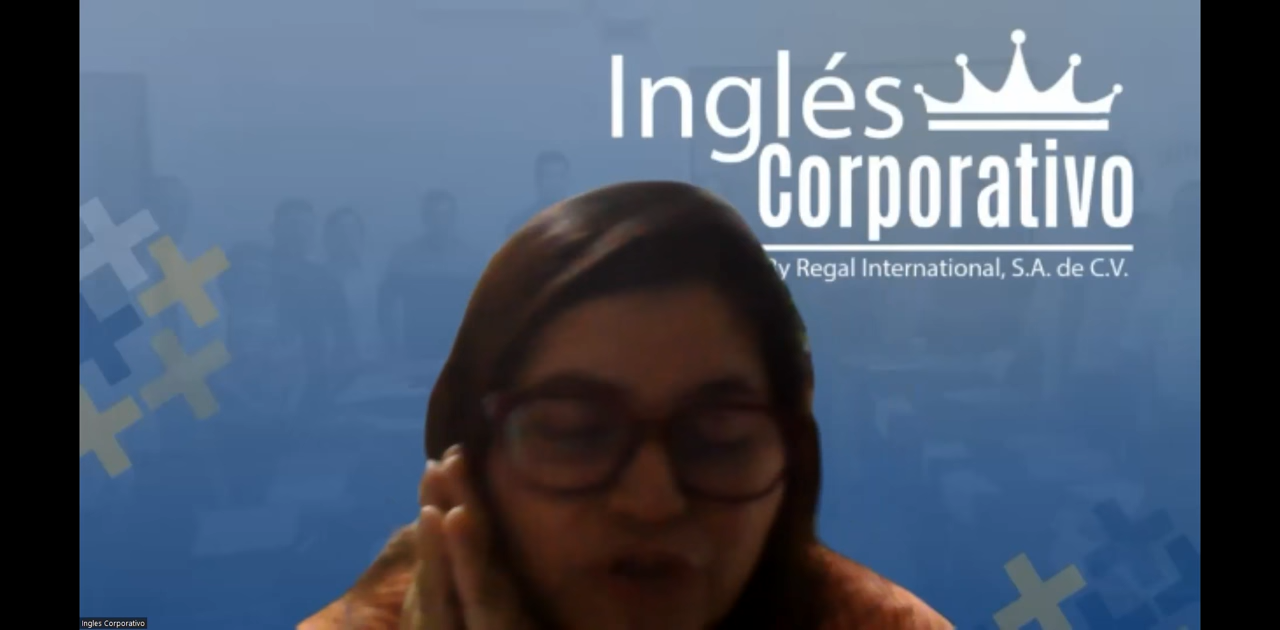 Inglés
Corporativo
By Regal International, S.A. de C.V.
Ingles Corporativo